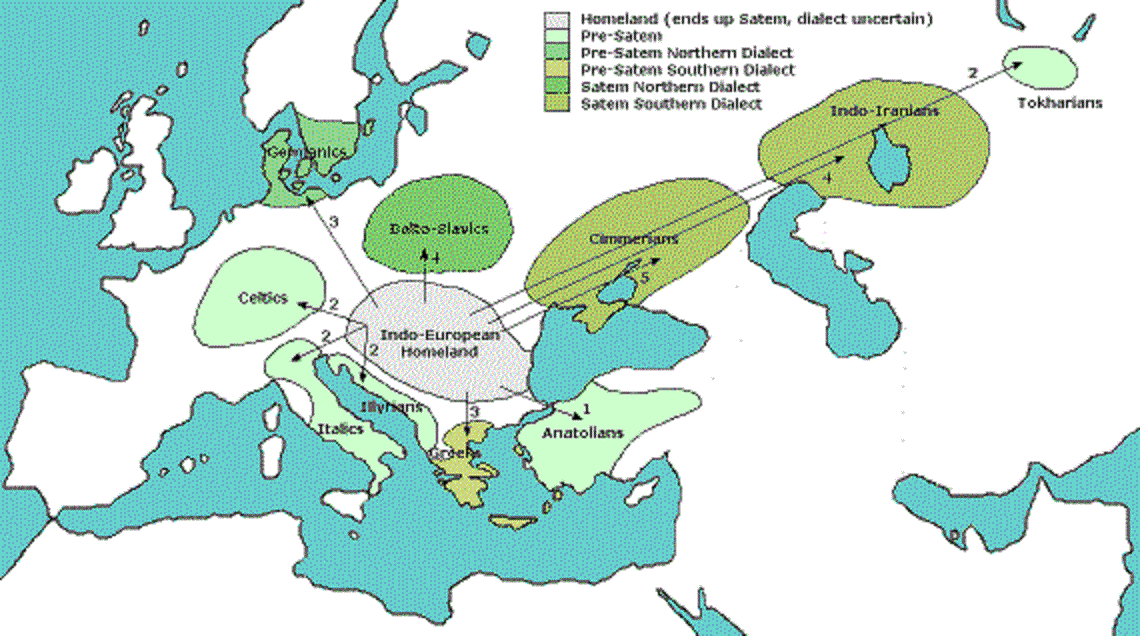 Homeland (ends up Satem, dialect uncertain)
Pre-Satem
Pre-Satem Northern Dialect
Pre-Satem Southern Dialect
Satem Northern Dialect
Satem Southern Dialect
2
Tokharians
Indo-Iranians
4
Germanics
3
Balto-Slavics
4
Cimmerians
5
Celtics
2
Indo-European
Homeland
2
2
Illyrians
3
1
Italics
Anatolians
Greeks